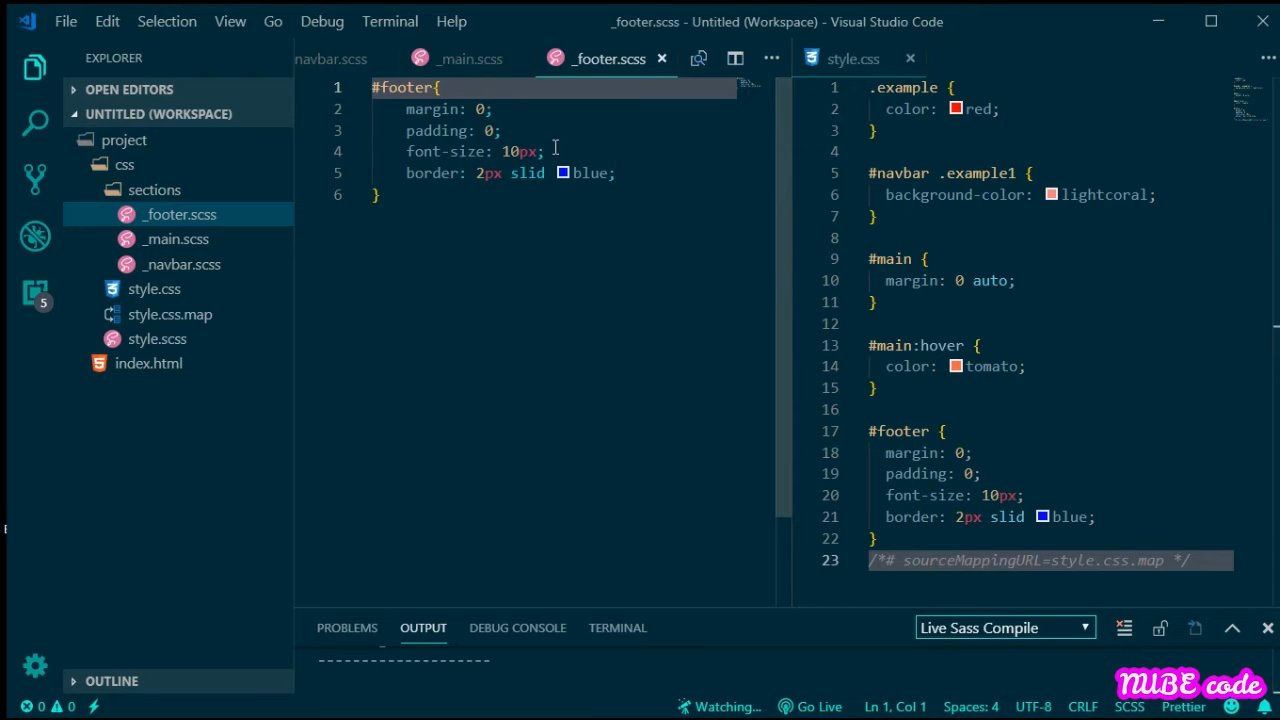 File Edit Selection View Go Debug Terminal Help
_footer.scss - Untitled (Workspace) - Visual Studio Code
EXPLORER
OPEN EDITORS
UNTITLED (WORKSPACE)
project
css
sections
_footer.scss
_main.scss
_navbar.scss
style.css
style.css.map
style.scss
index.html
5
OUTLINE
navbar.scss
_main.scss
_footer.scss
1 #footer{
2 margin: 0;
3 padding: 0;
4 font-size: 10px;
5 border: 2px slid blue;
6 }
style.css
1 .example {
2 color: red;
3 }
4
5 #navbar .example1 {
6 background-color: lightcoral;
7 }
8
9 #main {
10 margin: 0 auto;
11 }
12
13 #main:hover {
14 color: tomato;
15 }
16
17 #footer {
18 margin: 0;
19 padding: 0;
20 font-size: 10px;
21 border: 2px slid blue;
22 }
23 /*# sourceMappingURL=style.css.map */
PROBLEMS OUTPUT DEBUG CONSOLE TERMINAL
Live Sass Compile
--------------------
NUBE code
0 0 Watching... Go Live Ln 1, Col 1 Spaces: 4 UTF-8 CRLF SCSS Prettier